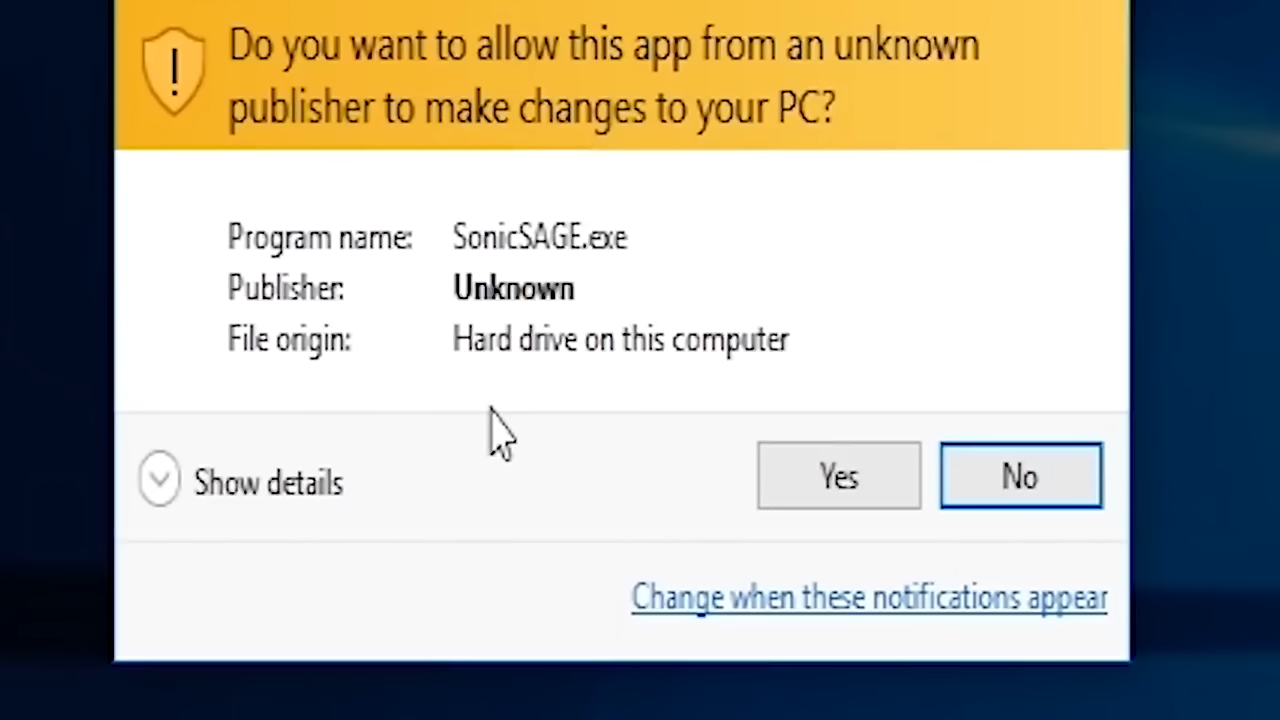 Do you want to allow this app from an unknown
publisher to make changes to your PC?
Program name: SonicSAGE.exe
Publisher: Unknown
File origin: Hard drive on this computer
Show details
Yes
No
Change when these notifications appear